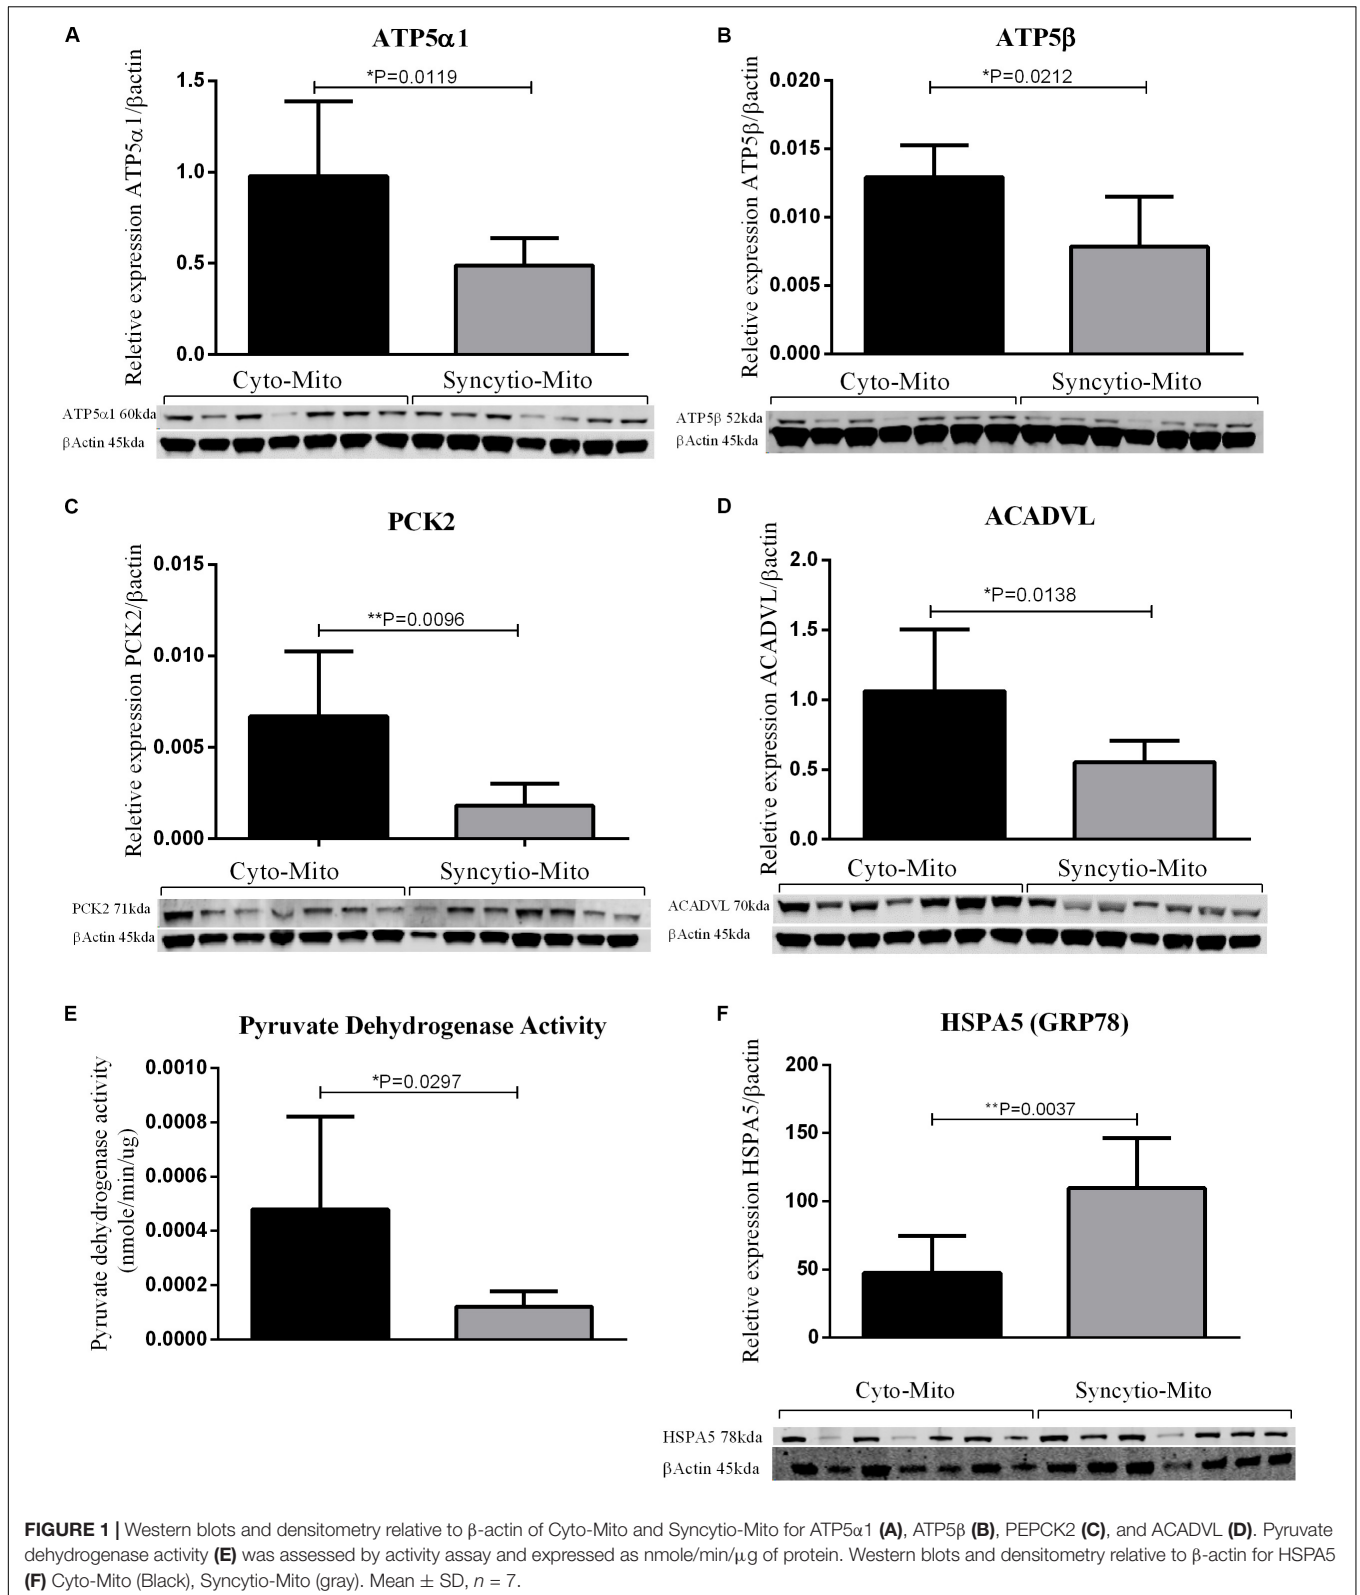 A
ATP5α1
Reletive expression ATP5α1/βactin
1.5
1.0
0.5
0.0
*P=0.0119
Cyto-Mito
Syncytio-Mito
ATP5α1 60kda
βActin 45kda
B
ATP5β
Reletive expression ATP5β/βactin
0.020
0.015
0.010
0.005
0.000
*P=0.0212
Cyto-Mito
Syncytio-Mito
ATP5β 52kda
βActin 45kda
C
PCK2
Reletive expression PCK2/βactin
0.015
0.010
0.005
0.000
**P=0.0096
Cyto-Mito
Syncytio-Mito
PCK2 71kda
βActin 45kda
D
ACADVL
Reletive expression ACADVL/βactin
2.0
1.5
1.0
0.5
0.0
*P=0.0138
Cyto-Mito
Syncytio-Mito
ACADVL 70kda
βActin 45kda
E
Pyruvate Dehydrogenase Activity
Pyruvate dehydrogenase activity
(nmole/min/ug)
0.0010
0.0008
0.0006
0.0004
0.0002
0.0000
*P=0.0297
F
HSPA5 (GRP78)
Reletive expression HSPA5/βactin
200
150
100
50
0
**P=0.0037
Cyto-Mito
Syncytio-Mito
HSPA5 78kda
βActin 45kda
FIGURE 1 | Western blots and densitometry relative to β-actin of Cyto-Mito and Syncytio-Mito for ATP5α1 (A), ATP5β (B), PEPCK2 (C), and ACADVL (D). Pyruvate
dehydrogenase activity (E) was assessed by activity assay and expressed as nmole/min/μg of protein. Western blots and densitometry relative to β-actin for HSPA5
(F) Cyto-Mito (Black), Syncytio-Mito (gray). Mean ± SD, n = 7.